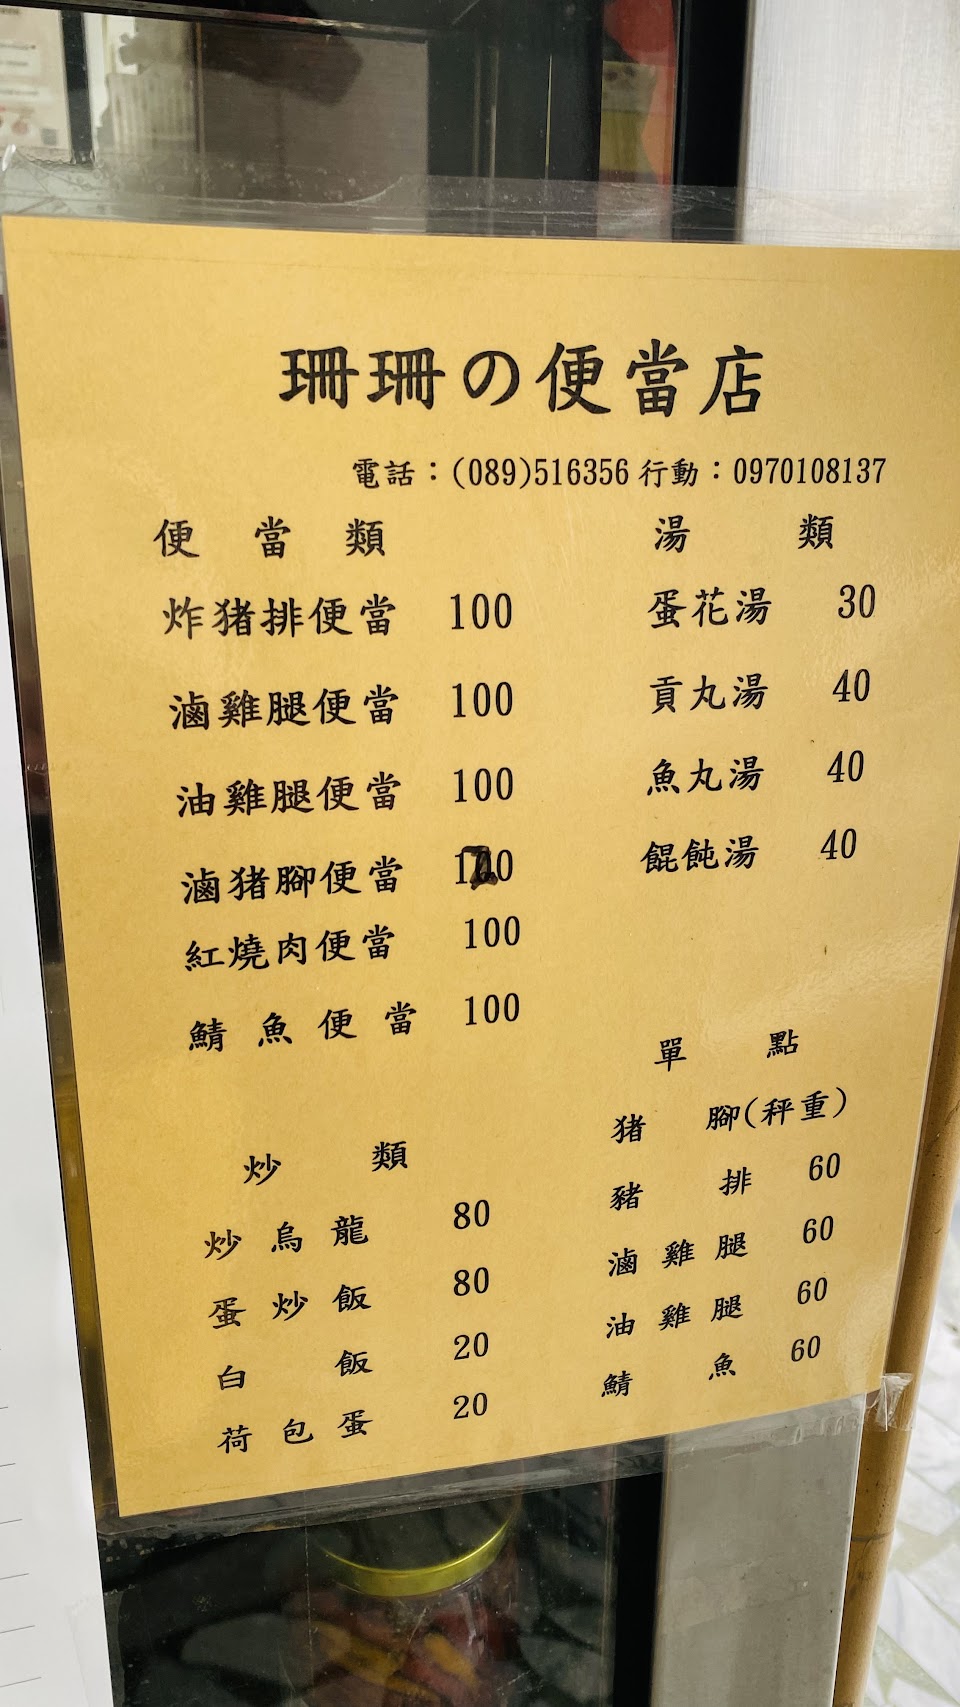 珊珊の便當店
電話：(089)516356 行動：0970108137
便當類
炸猪排便當 100
滷雞腿便當 100
油雞腿便當 100
滷猪腳便當 120
紅燒肉便當 100
鯖魚便當 100
湯類
蛋花湯 30
貢丸湯 40
魚丸湯 40
餛飩湯 40
炒類
炒烏龍 80
蛋炒飯 80
白飯 20
荷包蛋 20
單點
猪腳(秤重)
豬排 60
滷雞腿 60
油雞腿 60
鯖魚 60